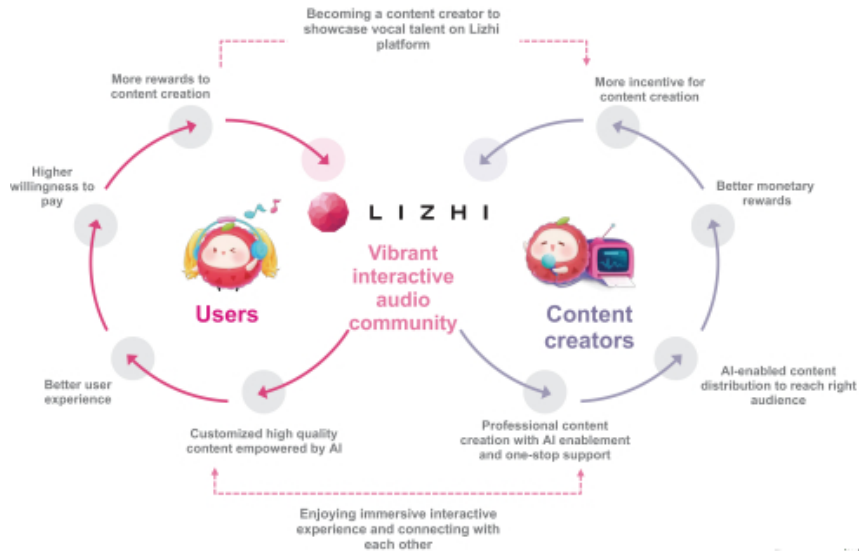 Becoming a content creator to
showcase vocal talent on Lizhi
platform
More rewards to
content creation
More incentive for
content creation
Higher
willingness to
pay
Better monetary
rewards
LIZHI
Vibrant
interactive
audio
community
Users
Content
creators
Better user
experience
AI-enabled content
distribution to reach right
audience
Customized high quality
content empowered by AI
Professional content
creation with AI enablement
and one-stop support
Enjoying immersive interactive
experience and connecting with
each other